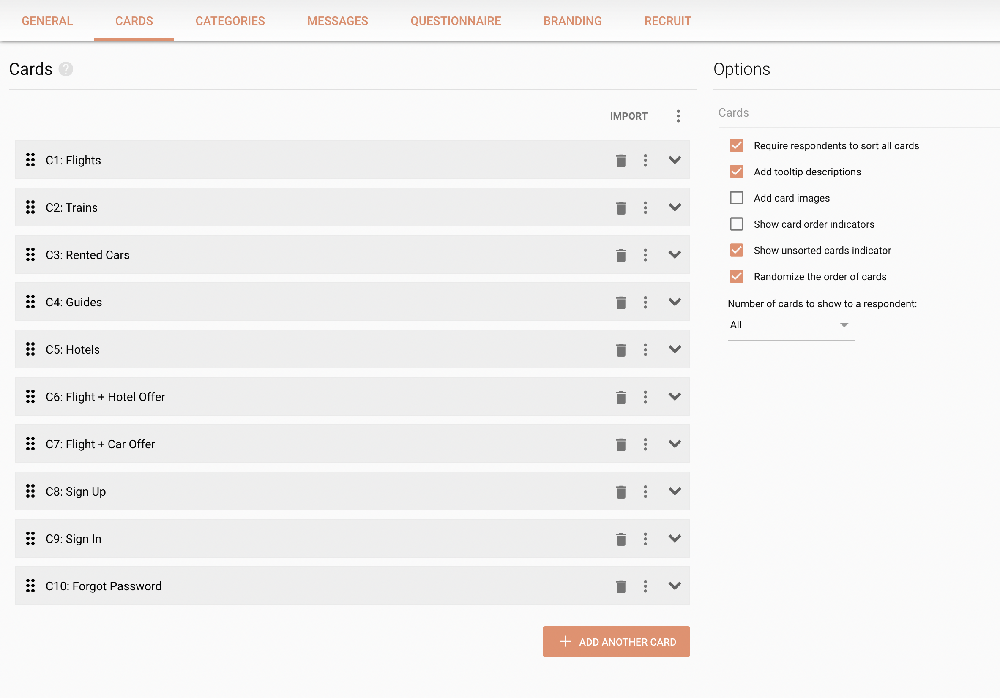 GENERAL CARDS CATEGORIES MESSAGES QUESTIONNAIRE BRANDING RECRUIT
Cards ?
IMPORT
C1: Flights
C2: Trains
C3: Rented Cars
C4: Guides
C5: Hotels
C6: Flight + Hotel Offer
C7: Flight + Car Offer
C8: Sign Up
C9: Sign In
C10: Forgot Password
+ ADD ANOTHER CARD
Options
Cards
Require respondents to sort all cards
Add tooltip descriptions
Add card images
Show card order indicators
Show unsorted cards indicator
Randomize the order of cards
Number of cards to show to a respondent:
All